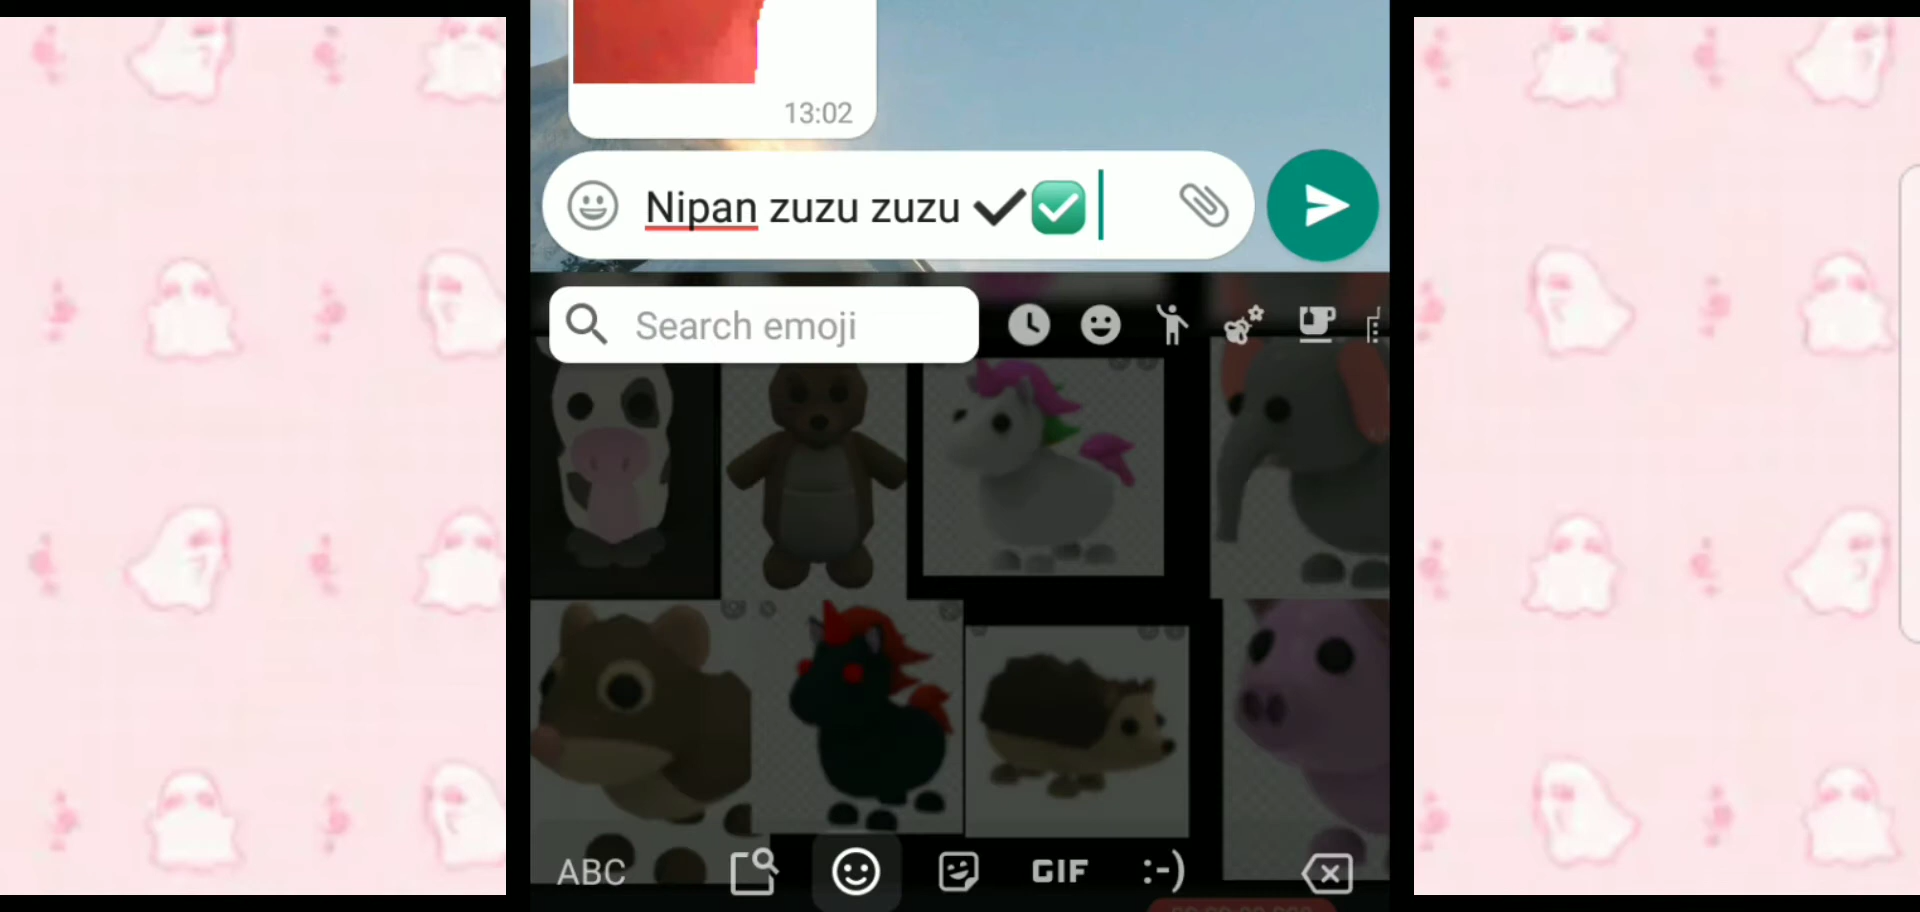 13:02
Nipan zuzu zuzu ✔️✅
Search emoji
ABC GIF :-)